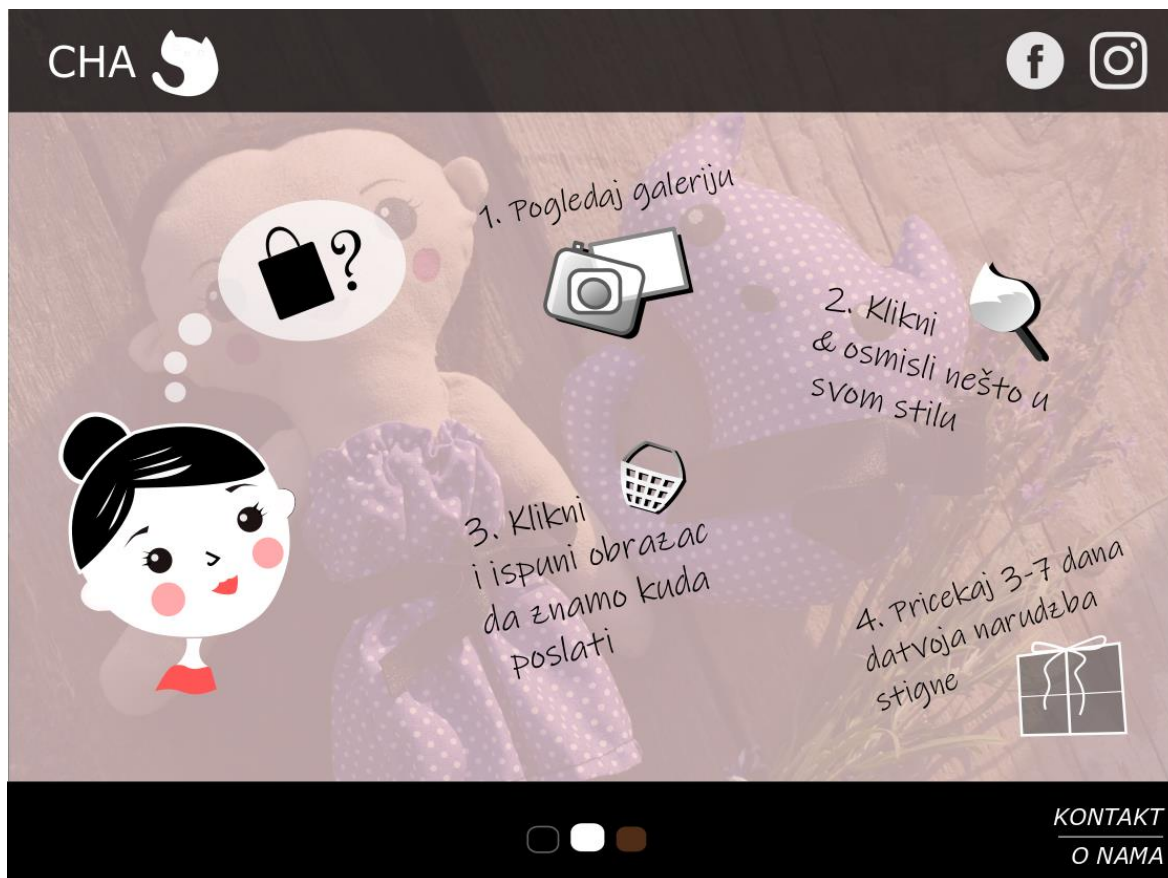 CHA
?
1. Pogledaj galeriju
2. Klikni
& osmisli nešto u
svom stilu
3. Klikni
i ispuni obrazac
da znamo kuda
poslati
4. Pricekaj 3-7 dana
datvoja narudzba
stigne
KONTAKT
O NAMA